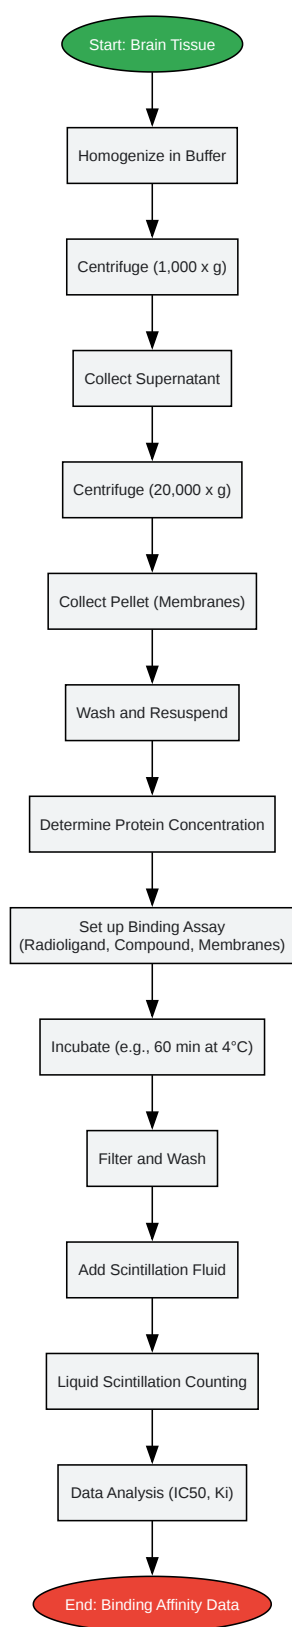 Start: Brain Tissue
Homogenize in Buffer
Centrifuge (1,000 x g)
Collect Supernatant
Centrifuge (20,000 x g)
Collect Pellet (Membranes)
Wash and Resuspend
Determine Protein Concentration
Set up Binding Assay
(Radioligand, Compound, Membranes)
Incubate (e.g., 60 min at 4°C)
Filter and Wash
Add Scintillation Fluid
Liquid Scintillation Counting
Data Analysis (IC50, Ki)
End: Binding Affinity Data